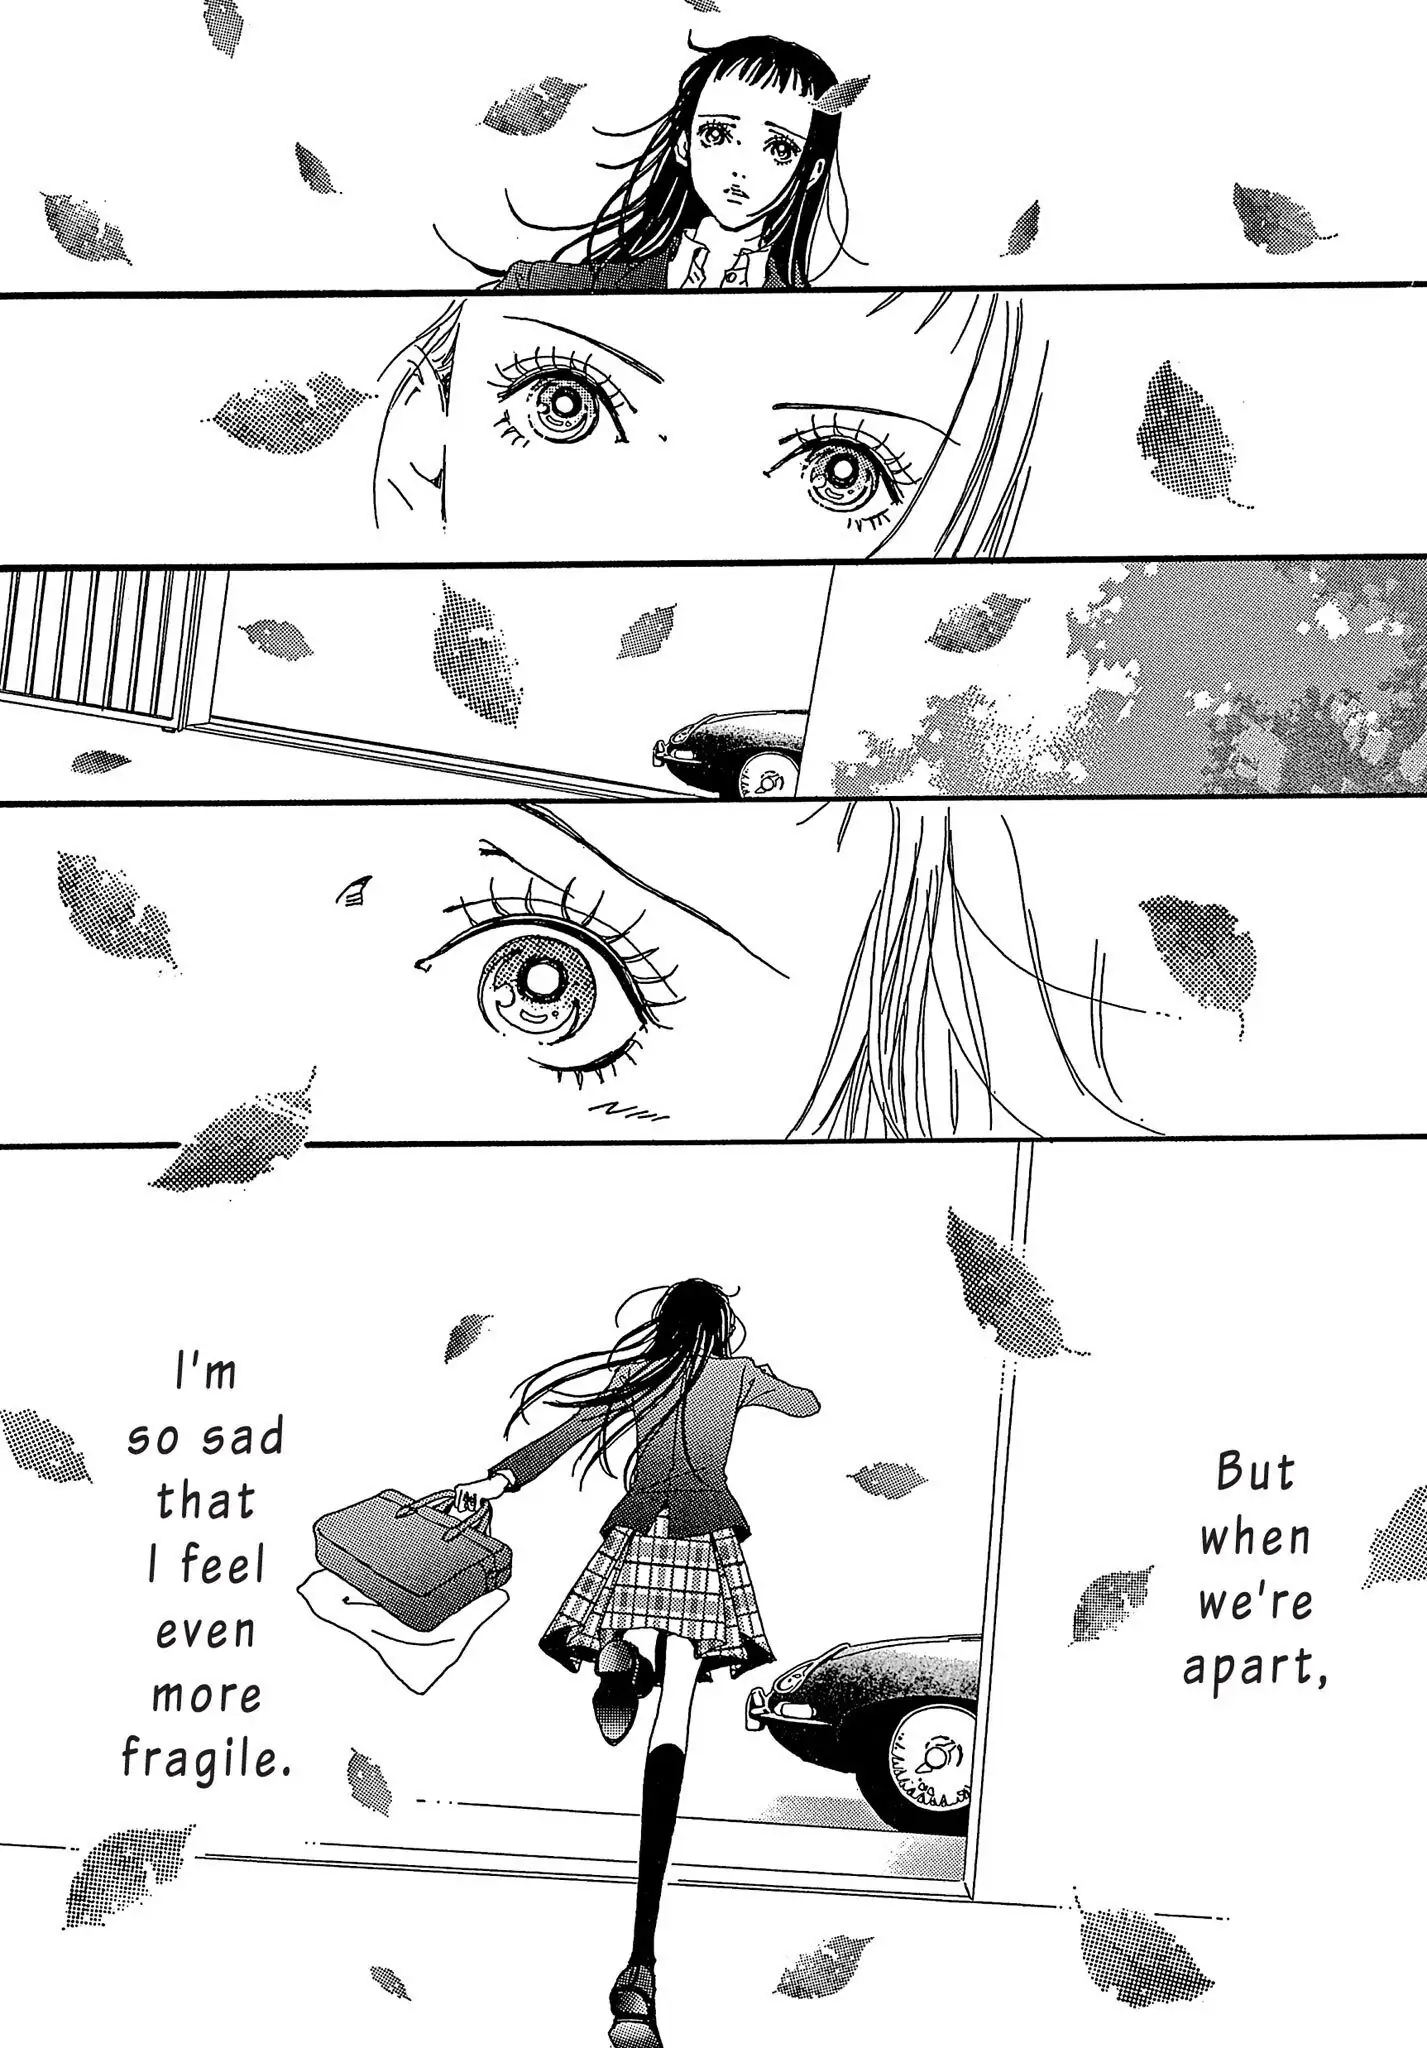 But
when
we're
apart,
I'm
so sad
that
I feel
even
more
fragile.